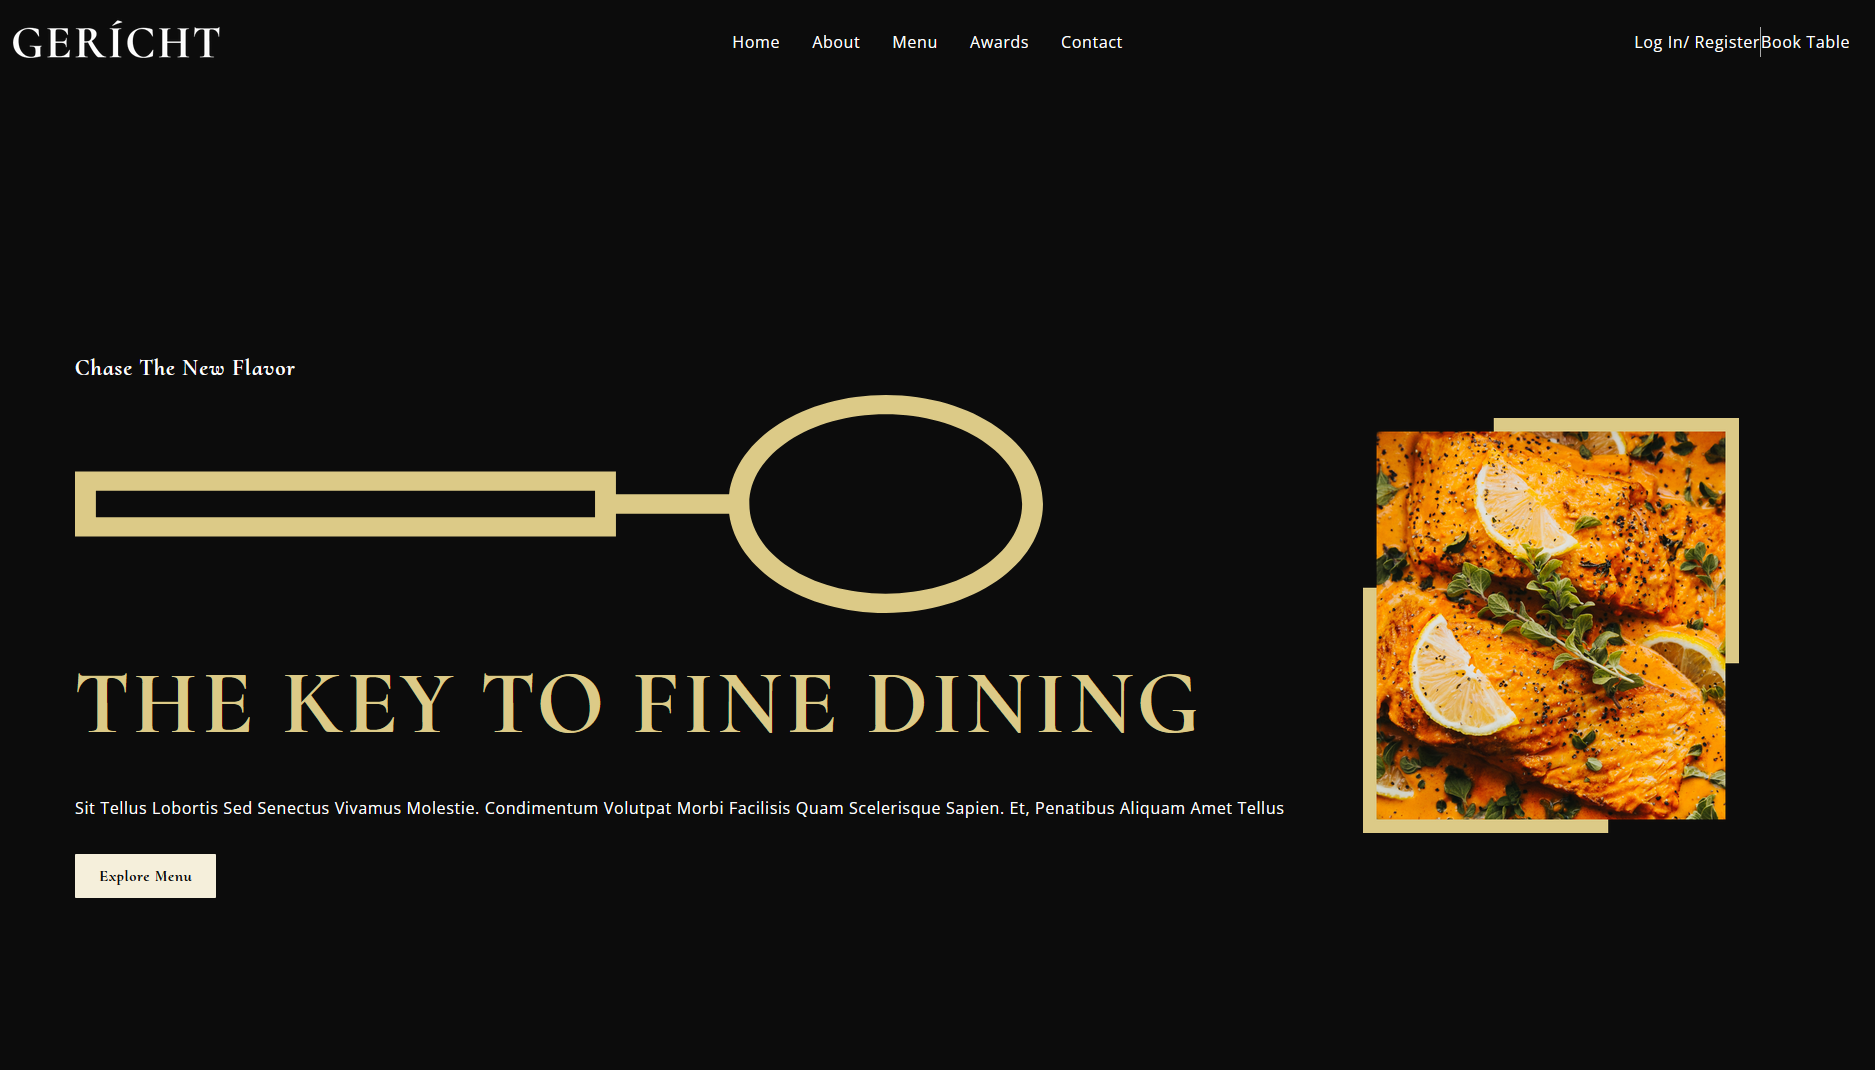 GERÍCHT
Home About Menu Awards Contact
Log In/ Register Book Table
Chase The New Flavor
THE KEY TO FINE DINING
Sit Tellus Lobortis Sed Senectus Vivamus Molestie. Condimentum Volutpat Morbi Facilisis Quam Scelerisque Sapien. Et, Penatibus Aliquam Amet Tellus
Explore Menu